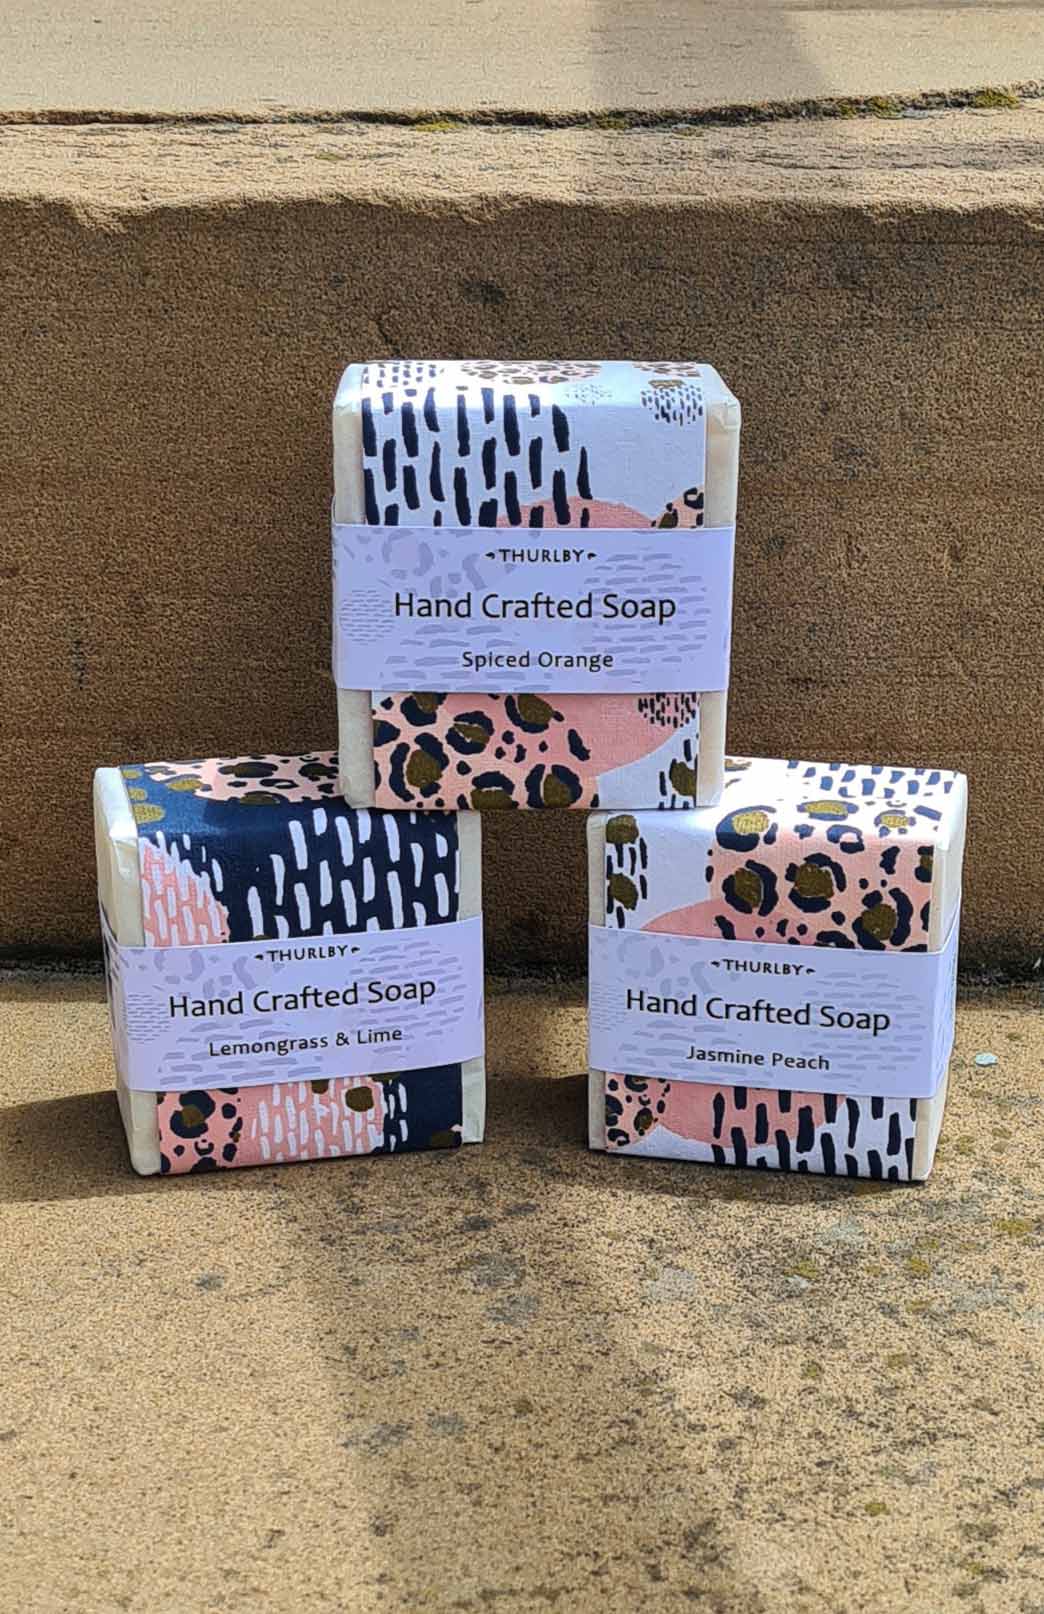 THURLBY
Hand Crafted Soap
Spiced Orange
THURLBY
Hand Crafted Soap
Lemongrass & Lime
THURLBY
Hand Crafted Soap
Jasmine Peach